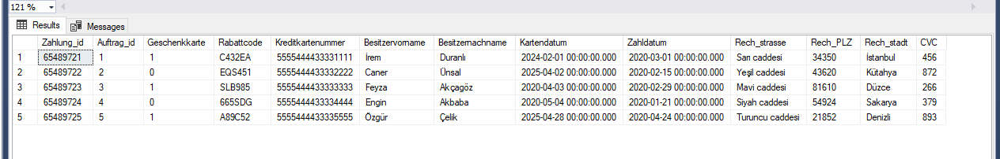 121 %
Results Messages
Zahlung_id Auftrag_id Geschenkkarte Rabattcode Kreditkartenummer Besitzervorname Besitzernachname Kartendatum Zahldatum Rech_strasse Rech_PLZ Rech_stadt CVC
1 65489721 1 1 C432EA 5555444433331111 İrem Duranlı 2024-02-01 00:00:00.000 2020-03-01 00:00:00.000 Sarı caddesi 34350 İstanbul 456
2 65489722 2 0 EQS451 5555444433332222 Caner Ünsal 2025-04-02 00:00:00.000 2020-02-15 00:00:00.000 Yeşil caddesi 43620 Kütahya 872
3 65489723 3 1 SLB985 5555444433333333 Feyza Akçagöz 2020-04-03 00:00:00.000 2020-02-29 00:00:00.000 Mavi caddesi 81610 Düzce 266
4 65489724 4 0 665SDG 5555444433334444 Engin Akbaba 2020-05-04 00:00:00.000 2020-01-21 00:00:00.000 Siyah caddesi 54924 Sakarya 379
5 65489725 5 1 A89C52 5555444433335555 Özgür Çelik 2025-04-28 00:00:00.000 2020-04-24 00:00:00.000 Turuncu caddesi 21852 Denizli 893